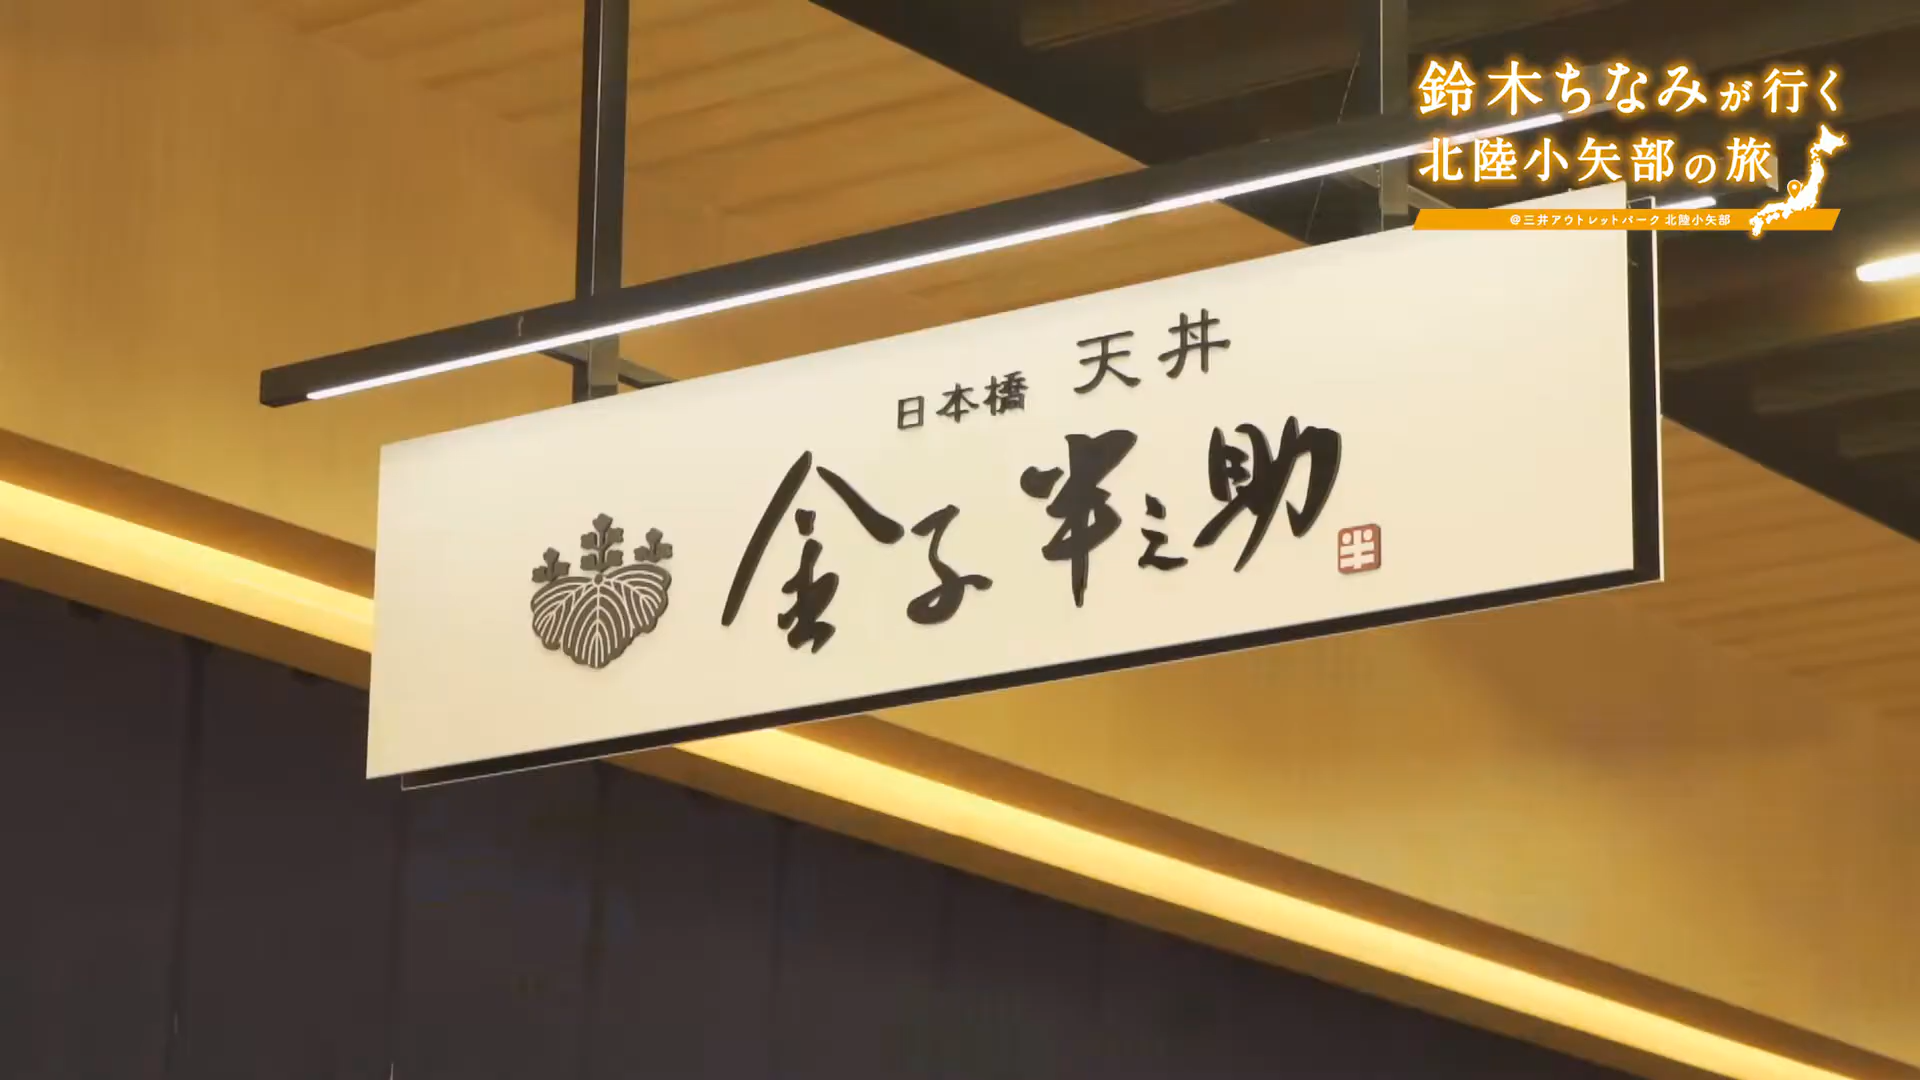 鈴木ちなみが行く
北陸小矢部の旅
@三井アウトレットパーク 北陸小矢部
日本橋 天丼
金子半之助
半